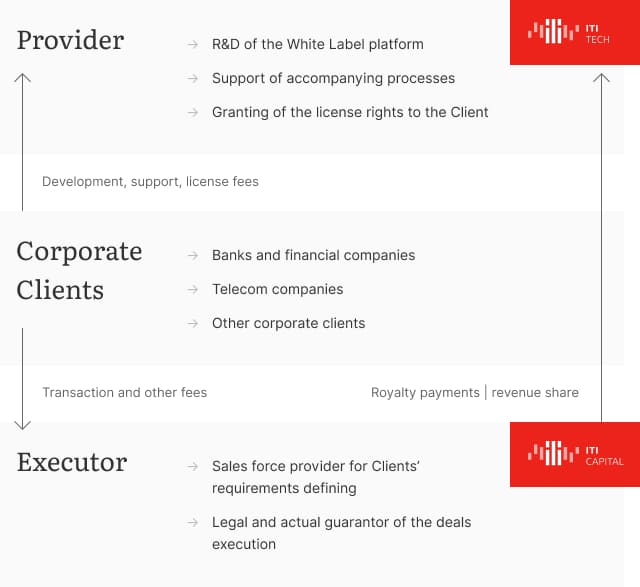 Provider
→ R&D of the White Label platform
→ Support of accompanying processes
→ Granting of the license rights to the Client
ITI
TECH
Development, support, license fees
Corporate
Clients
→ Banks and financial companies
→ Telecom companies
→ Other corporate clients
Transaction and other fees
Royalty payments | revenue share
Executor
→ Sales force provider for Clients’
requirements defining
→ Legal and actual guarantor of the deals
execution
ITI
CAPITAL